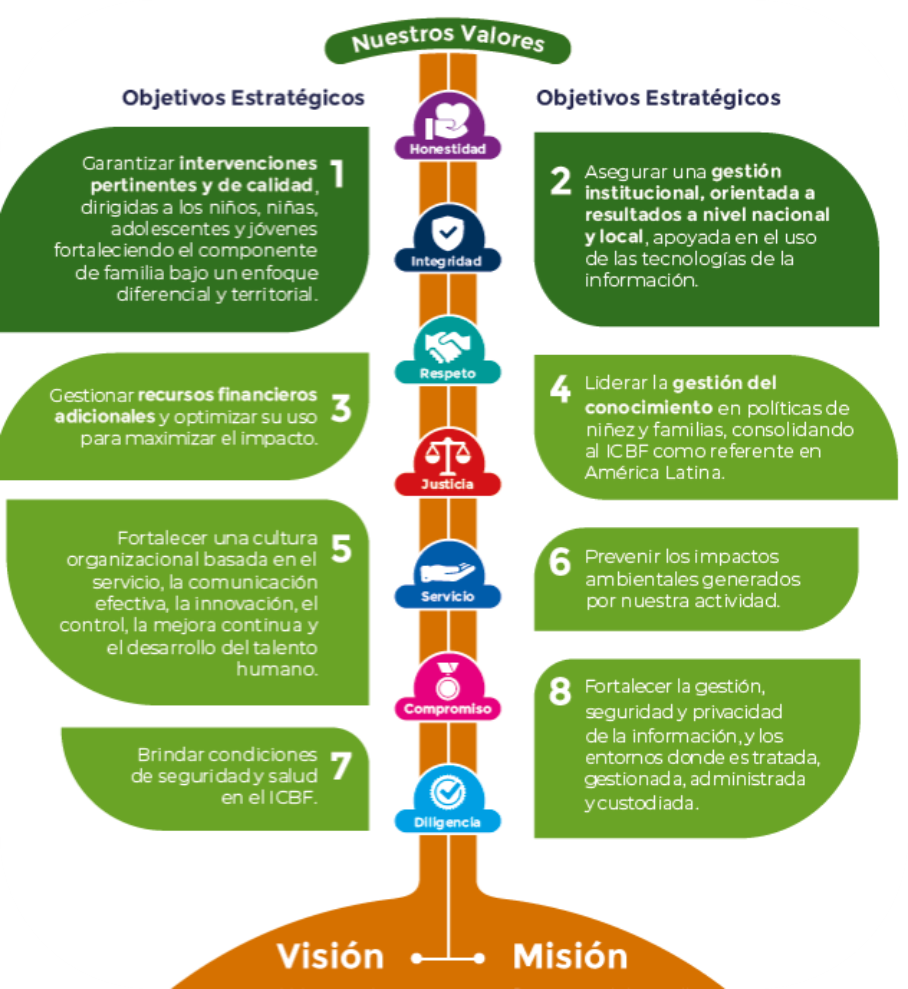 Nuestros Valores
Objetivos Estratégicos
Objetivos Estratégicos
Honestidad
1
Garantizar intervenciones
pertinentes y de calidad,
dirigidas a los niños, niñas,
adolescentes y jóvenes
fortaleciendo el componente
de familia bajo un enfoque
diferencial y territorial.
2
Asegurar una gestión
institucional, orientada a
resultados a nivel nacional
y local, apoyada en el uso
de las tecnologías de la
información.
Integridad
Respeto
3
Gestionar recursos financieros
adicionales y optimizar su uso
para maximizar el impacto.
4
Liderar la gestión del
conocimiento en políticas de
niñez y familias, consolidando
al ICBF como referente en
América Latina.
Justicia
5
Fortalecer una cultura
organizacional basada en el
servicio, la comunicación
efectiva, la innovación, el
control, la mejora continua y
el desarrollo del talento
humano.
6
Prevenir los impactos
ambientales generados
por nuestra actividad.
Servicio
Compromiso
7
Brindar condiciones
de seguridad y salud
en el ICBF.
8
Fortalecer la gestión,
seguridad y privacidad
de la información, y los
entornos donde es tratada,
gestionada, administrada
y custodiada.
Diligencia
Visión
Misión